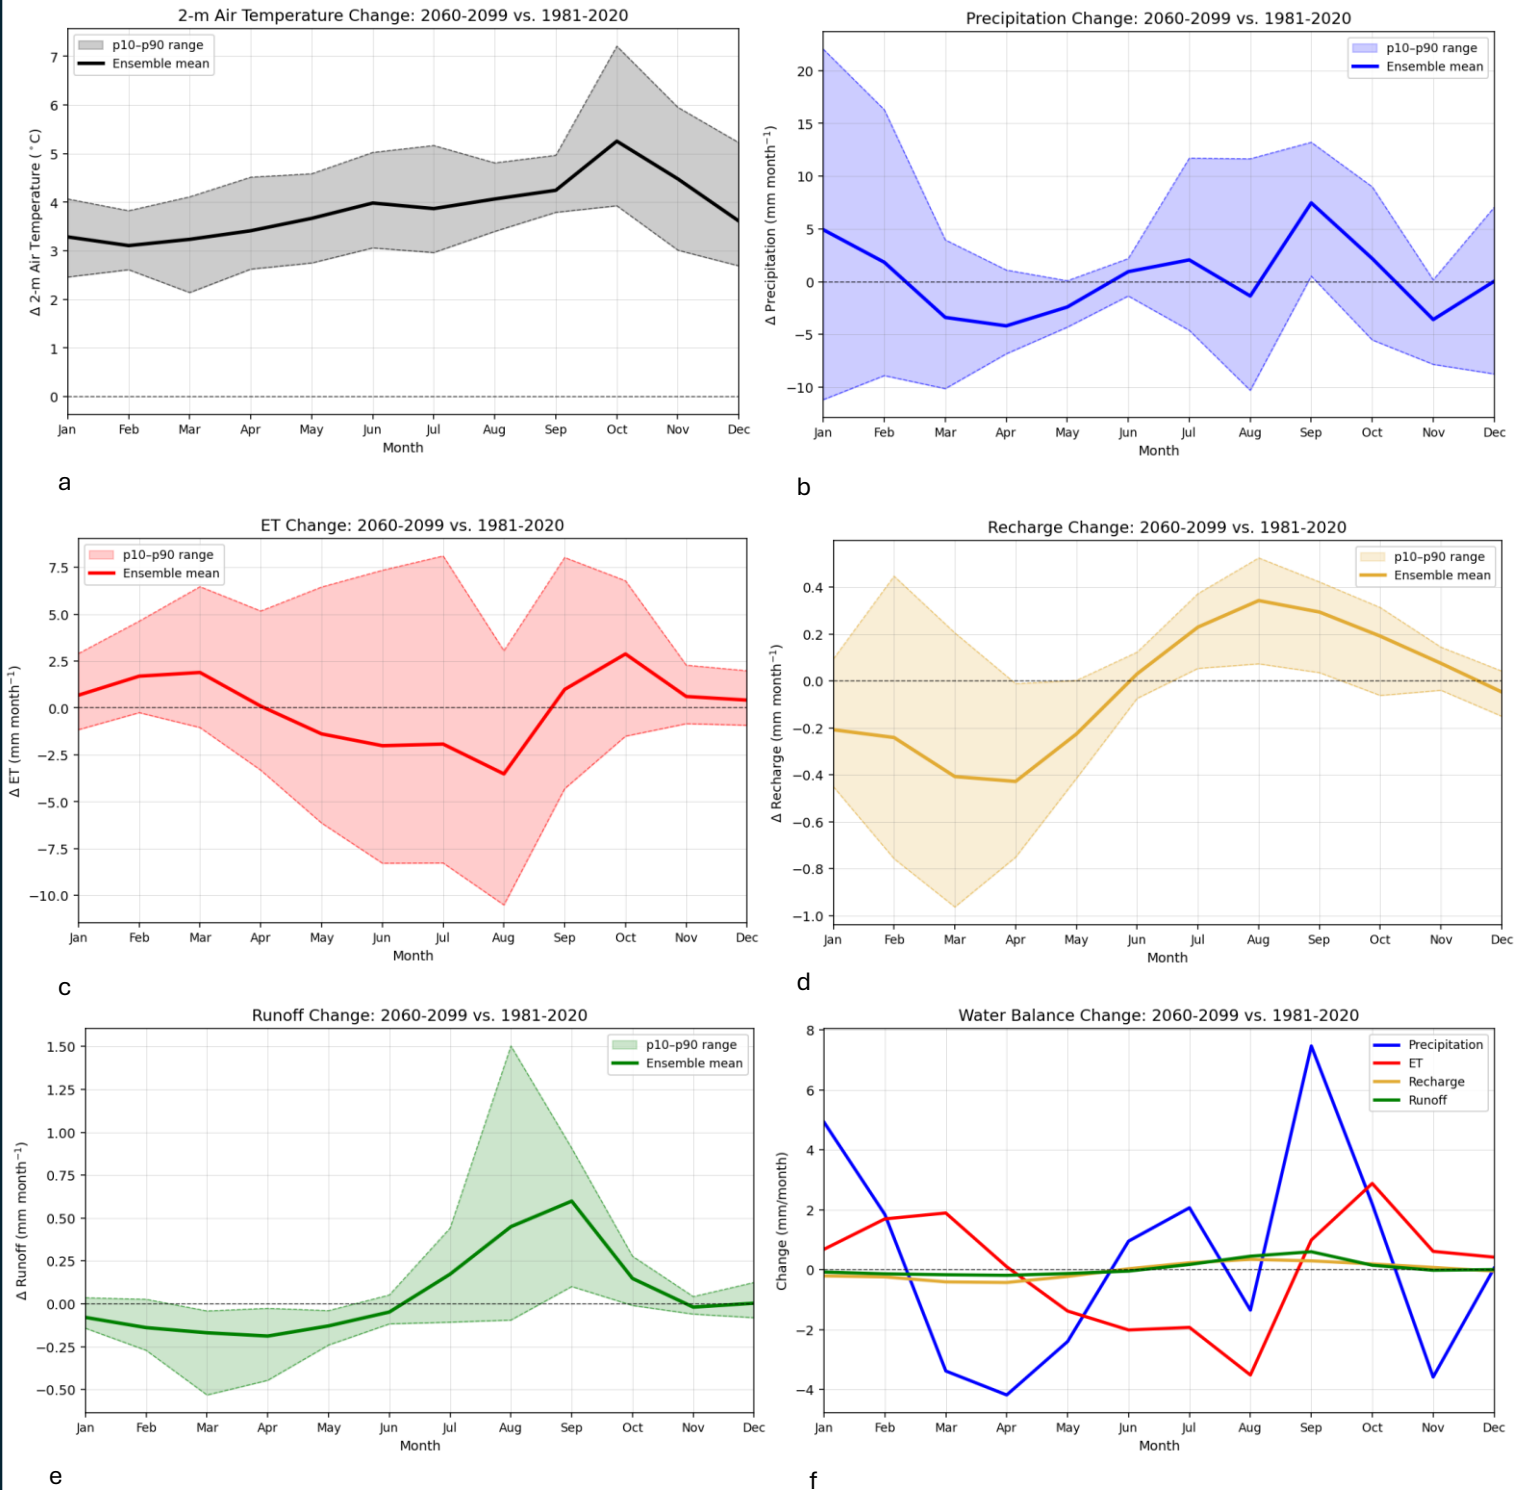 2-m Air Temperature Change: 2060-2099 vs. 1981-2020
p10–p90 range
Ensemble mean
Δ 2-m Air Temperature (°C)
7
6
5
4
3
2
1
0
Jan Feb Mar Apr May Jun Jul Aug Sep Oct Nov Dec
Month
a
Precipitation Change: 2060-2099 vs. 1981-2020
p10–p90 range
Ensemble mean
Δ Precipitation (mm month⁻¹)
20
15
10
5
0
−5
−10
Jan Feb Mar Apr May Jun Jul Aug Sep Oct Nov Dec
Month
b
ET Change: 2060-2099 vs. 1981-2020
p10–p90 range
Ensemble mean
Δ ET (mm month⁻¹)
7.5
5.0
2.5
0.0
−2.5
−5.0
−7.5
−10.0
Jan Feb Mar Apr May Jun Jul Aug Sep Oct Nov Dec
Month
c
Recharge Change: 2060-2099 vs. 1981-2020
p10–p90 range
Ensemble mean
Δ Recharge (mm month⁻¹)
0.4
0.2
0.0
−0.2
−0.4
−0.6
−0.8
−1.0
Jan Feb Mar Apr May Jun Jul Aug Sep Oct Nov Dec
Month
d
Runoff Change: 2060-2099 vs. 1981-2020
p10–p90 range
Ensemble mean
Δ Runoff (mm month⁻¹)
1.50
1.25
1.00
0.75
0.50
0.25
0.00
−0.25
−0.50
Jan Feb Mar Apr May Jun Jul Aug Sep Oct Nov Dec
Month
e
Water Balance Change: 2060-2099 vs. 1981-2020
Precipitation
ET
Recharge
Runoff
Change (mm/month)
8
6
4
2
0
−2
−4
Jan Feb Mar Apr May Jun Jul Aug Sep Oct Nov Dec
Month
f